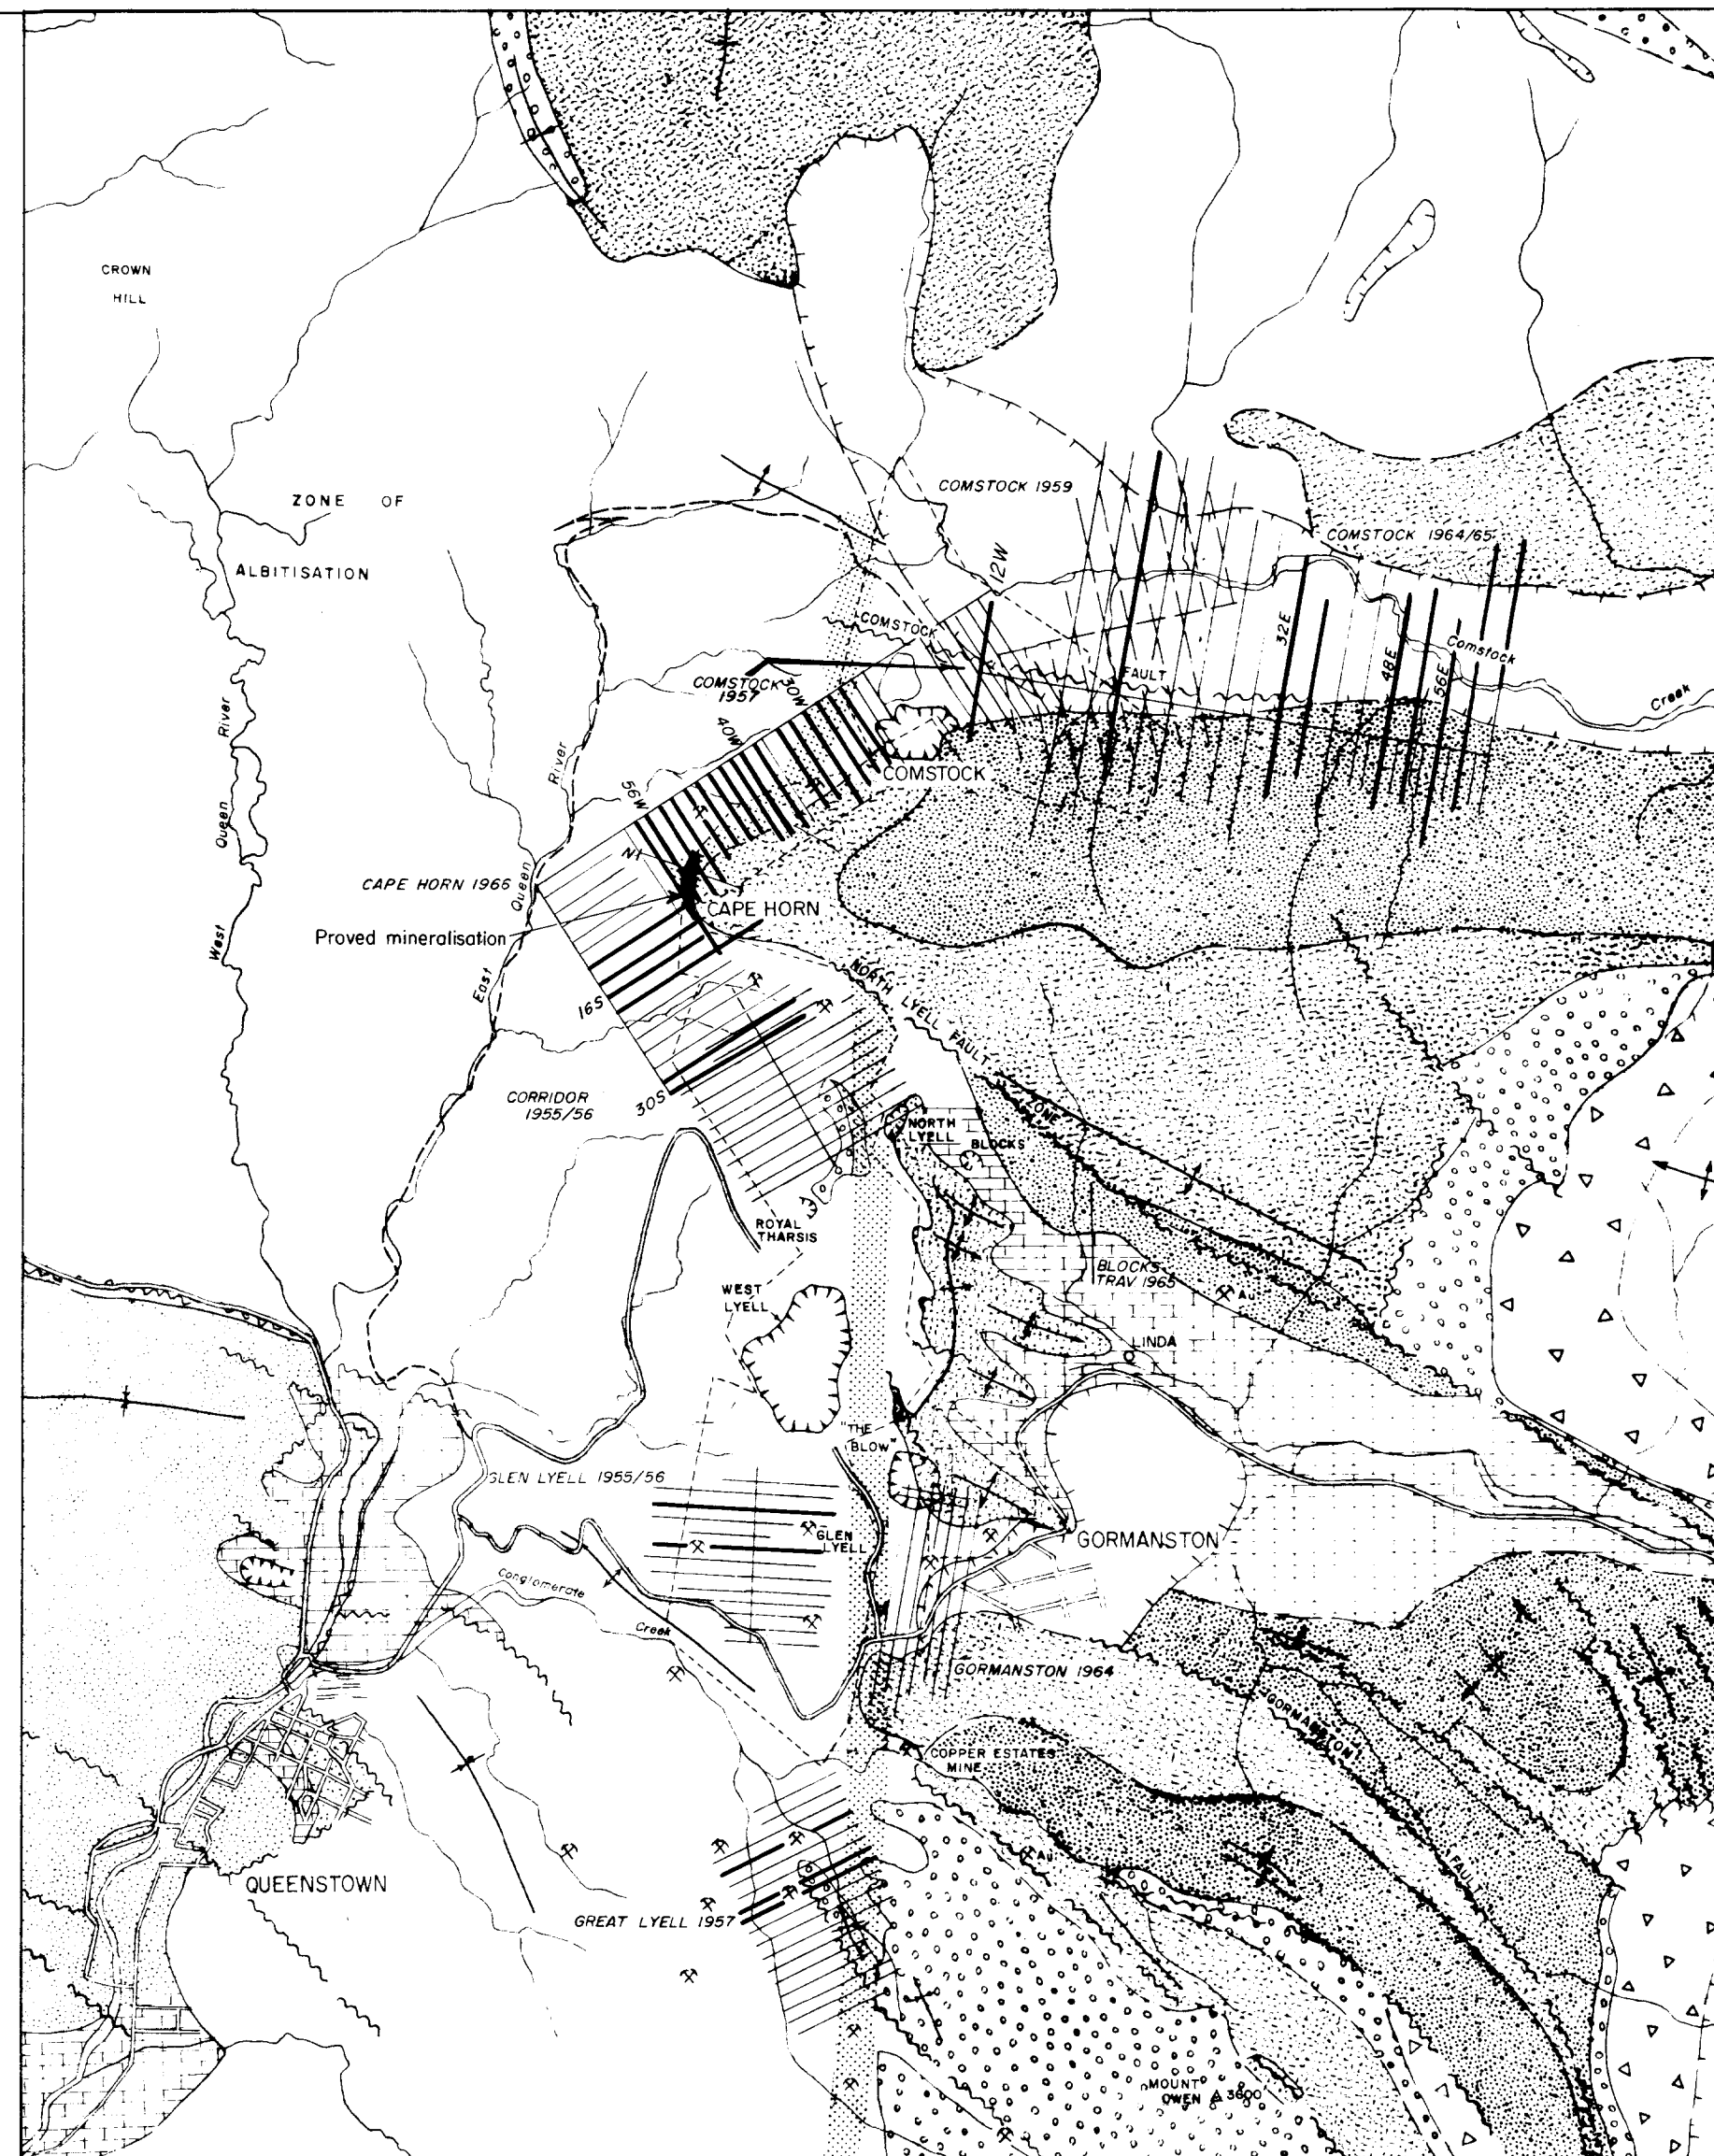 CROWN
HILL
ZONE OF
ALBITISATION
COMSTOCK 1959
COMSTOCK 1964/65
12W
COMSTOCK
FAULT
32E
48E
56E
Comstock
Creek
COMSTOCK
1957
30W
40W
56W
COMSTOCK
West Queen River
East Queen River
N1
CAPE HORN 1966
CAPE HORN
Proved mineralisation
16S
30S
NORTH LYELL FAULT
ZONE
CORRIDOR
1955/56
NORTH
LYELL
BLOCKS
ROYAL
THARSIS
BLOCKS
TRAV 1965
Au
WEST
LYELL
LINDA
"THE
BLOW"
GLEN LYELL 1955/56
GLEN
LYELL
GORMANSTON
Conglomerate
Creek
GORMANSTON 1964
GORMANSTON
FAULT
COPPER ESTATES
MINE
Au
QUEENSTOWN
GREAT LYELL 1957
MOUNT
OWEN 3600